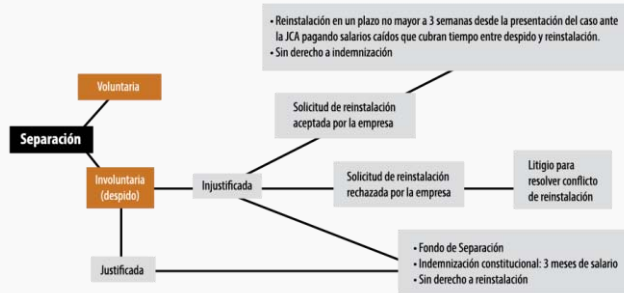 • Reinstalación en un plazo no mayor a 3 semanas desde la presentación del caso ante
la JCA pagando salarios caídos que cubran tiempo entre despido y reinstalación.
• Sin derecho a indemnización
Voluntaria
Solicitud de reinstalación
aceptada por la empresa
Separación
Involuntaria
(despido)
Injustificada
Solicitud de reinstalación
rechazada por la empresa
Litigio para
resolver conflicto
de reinstalación
Justificada
• Fondo de Separación
• Indemnización constitucional: 3 meses de salario
• Sin derecho a reinstalación